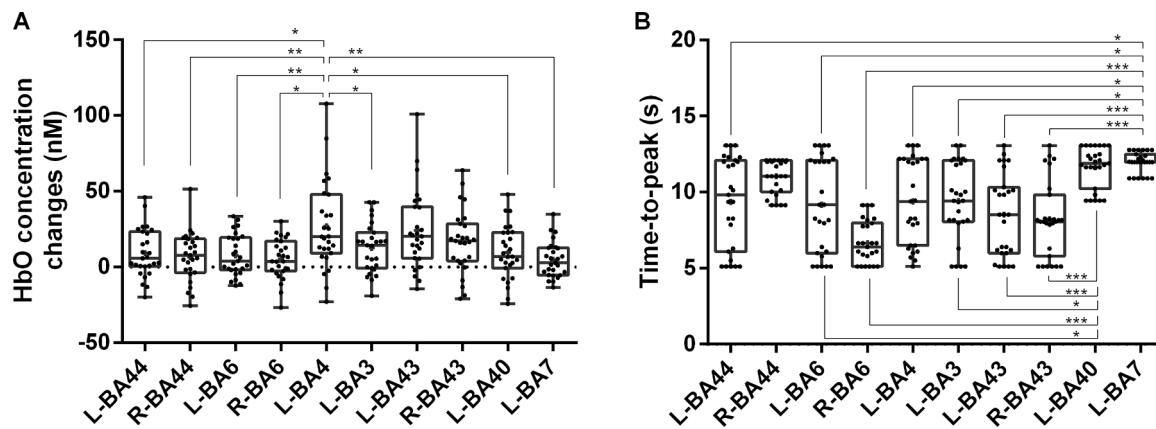 A
HbO concentration
changes (nM)
150
100
50
0
-50
*
**
**
**
*
*
*
L-BA44
R-BA44
L-BA6
R-BA6
L-BA4
L-BA3
L-BA43
R-BA43
L-BA40
L-BA7
B
Time-to-peak (s)
20
15
10
5
0
*
*
***
*
*
***
***
***
***
*
***
*
L-BA44
R-BA44
L-BA6
R-BA6
L-BA4
L-BA3
L-BA43
R-BA43
L-BA40
L-BA7